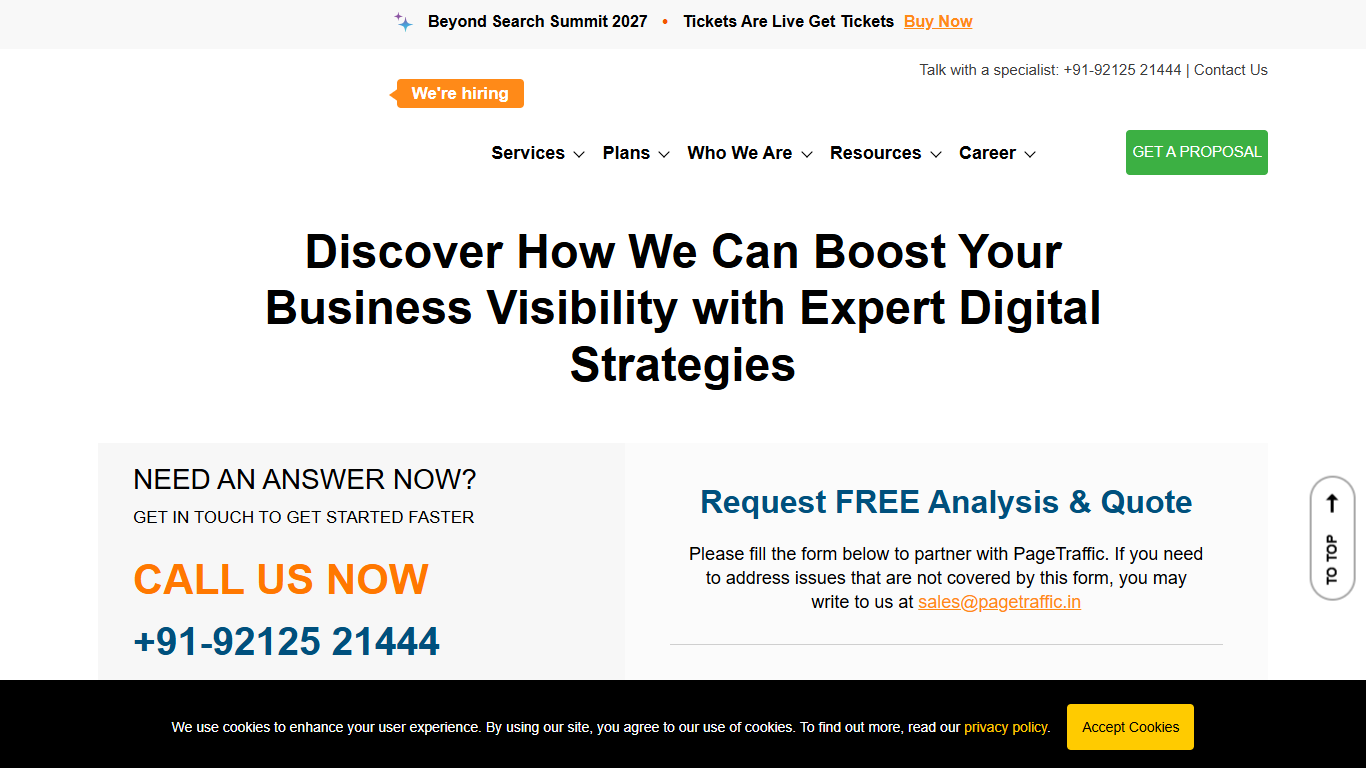 Beyond Search Summit 2027 • Tickets Are Live Get Tickets Buy Now
Talk with a specialist: +91-92125 21444 | Contact Us
We're hiring
Services Plans Who We Are Resources Career GET A PROPOSAL
Discover How We Can Boost Your
Business Visibility with Expert Digital
Strategies
NEED AN ANSWER NOW?
GET IN TOUCH TO GET STARTED FASTER
CALL US NOW
+91-92125 21444
Request FREE Analysis & Quote
Please fill the form below to partner with PageTraffic. If you need
to address issues that are not covered by this form, you may
write to us at sales@pagetraffic.in
TO TOP
We use cookies to enhance your user experience. By using our site, you agree to our use of cookies. To find out more, read our privacy policy. Accept Cookies